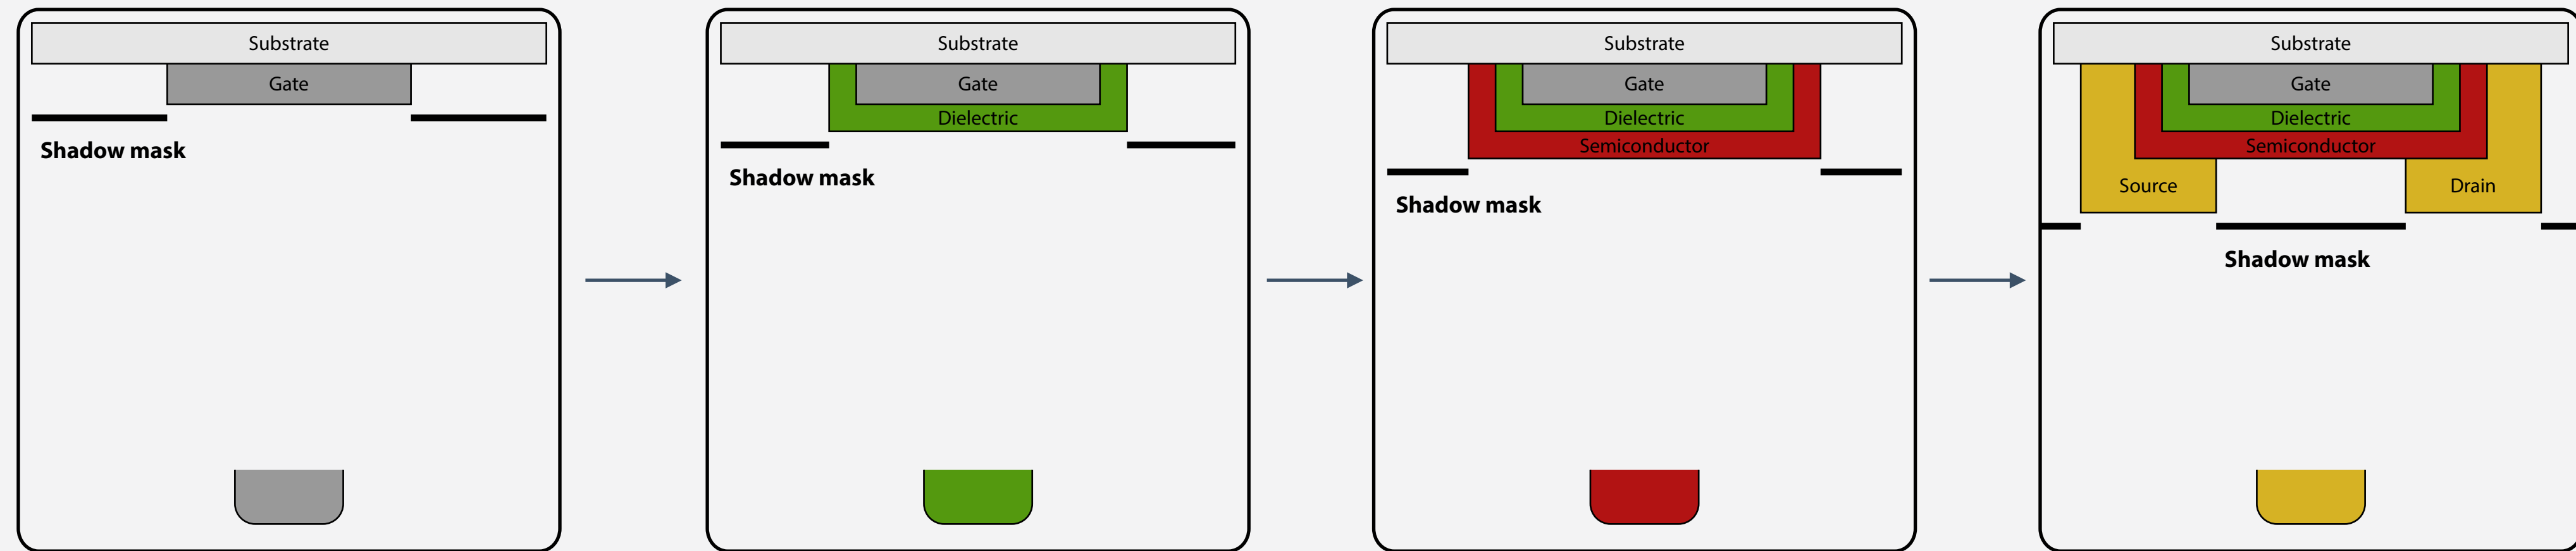 Substrate
Gate
Shadow mask
Substrate
Gate
Dielectric
Shadow mask
Substrate
Gate
Dielectric
Semiconductor
Shadow mask
Substrate
Gate
Dielectric
Semiconductor
Source
Drain
Shadow mask